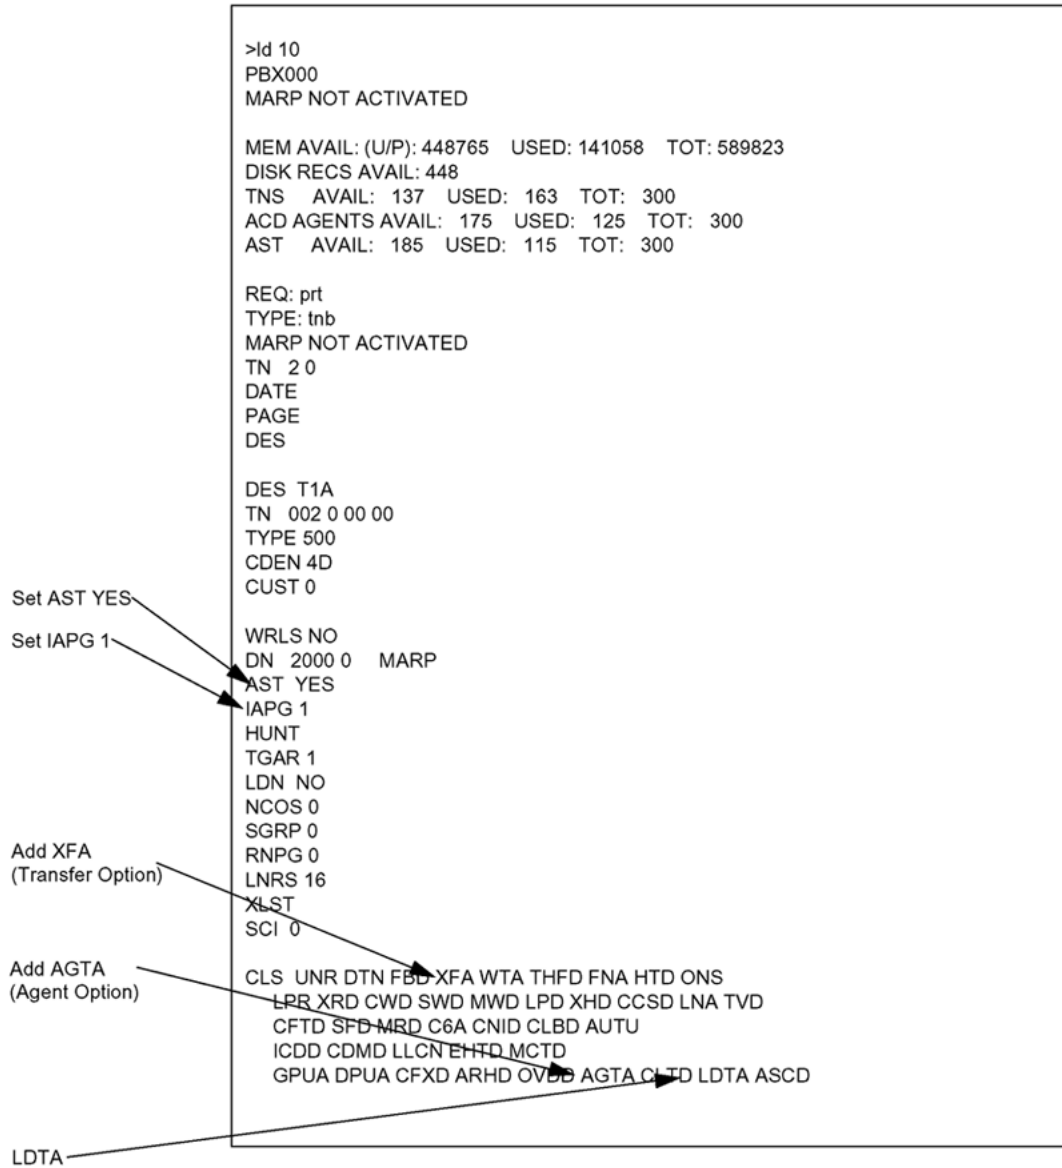 >ld 10
PBX000
MARP NOT ACTIVATED
MEM AVAIL: (U/P): 448765 USED: 141058 TOT: 589823
DISK RECS AVAIL: 448
TNS AVAIL: 137 USED: 163 TOT: 300
ACD AGENTS AVAIL: 175 USED: 125 TOT: 300
AST AVAIL: 185 USED: 115 TOT: 300
REQ: prt
TYPE: tnb
MARP NOT ACTIVATED
TN 2 0
DATE
PAGE
DES
DES T1A
TN 002 0 00 00
TYPE 500
CDEN 4D
CUST 0
Set AST YES
Set IAPG 1
WRLS NO
DN 2000 0 MARP
AST YES
IAPG 1
HUNT
TGAR 1
LDN NO
NCOS 0
SGRP 0
RNPG 0
LNRS 16
XLST
SCI 0
Add XFA
(Transfer Option)
Add AGTA
(Agent Option)
CLS UNR DTN FBD XFA WTA THFD FNA HTD ONS
LPR XRD CWD SWD MWD LPD XHD CCSD LNA TVD
CFTD SFD MRD C6A CNID CLBD AUTU
ICDD CDMD LLCN EHTD MCTD
GPUA DPUA CFXD ARHD OVDD AGTA CLTD LDTA ASCD
LDTA